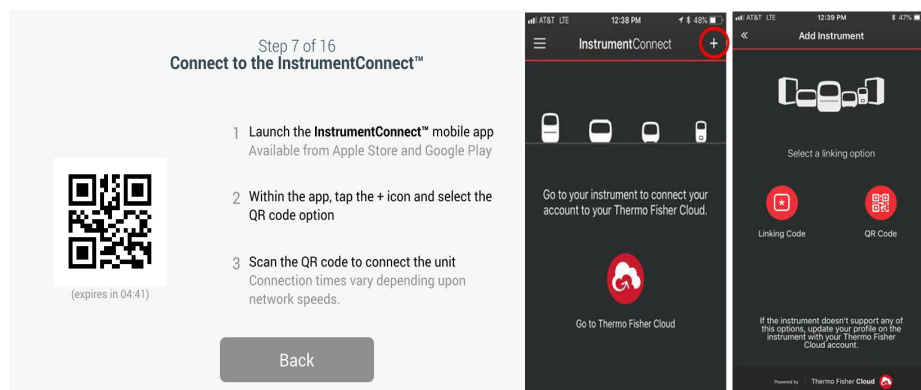 Step 7 of 16
Connect to the InstrumentConnect™
1 Launch the InstrumentConnect™ mobile app
Available from Apple Store and Google Play
2 Within the app, tap the + icon and select the
QR code option
3 Scan the QR code to connect the unit
Connection times vary depending upon
network speeds.
(expires in 04:41)
Back
AT&T LTE 12:38 PM 48%
InstrumentConnect +
Go to your instrument to connect your
account to your Thermo Fisher Cloud.
Go to Thermo Fisher Cloud
AT&T LTE 12:39 PM 47%
« Add Instrument
Select a linking option
Linking Code QR Code
If the instrument doesn't support any of
this options, update your profile on the
instrument with your Thermo Fisher
Cloud account.
Powered by Thermo Fisher Cloud